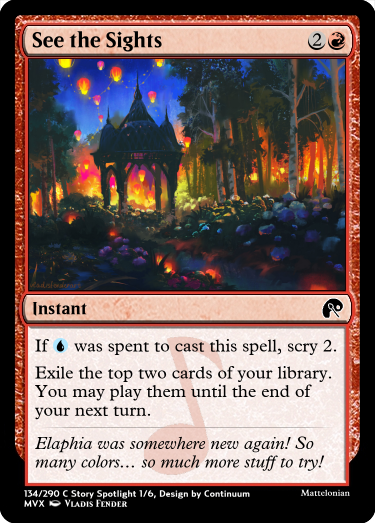 See the Sights 2
Instant
If was spent to cast this spell, scry 2.
Exile the top two cards of your library.
You may play them until the end of
your next turn.
Elaphia was somewhere new again! So
many colors… so much more stuff to try!
134/290 C Story Spotlight 1/6, Design by Continuum Mattelonian
MVX Vladis Fender